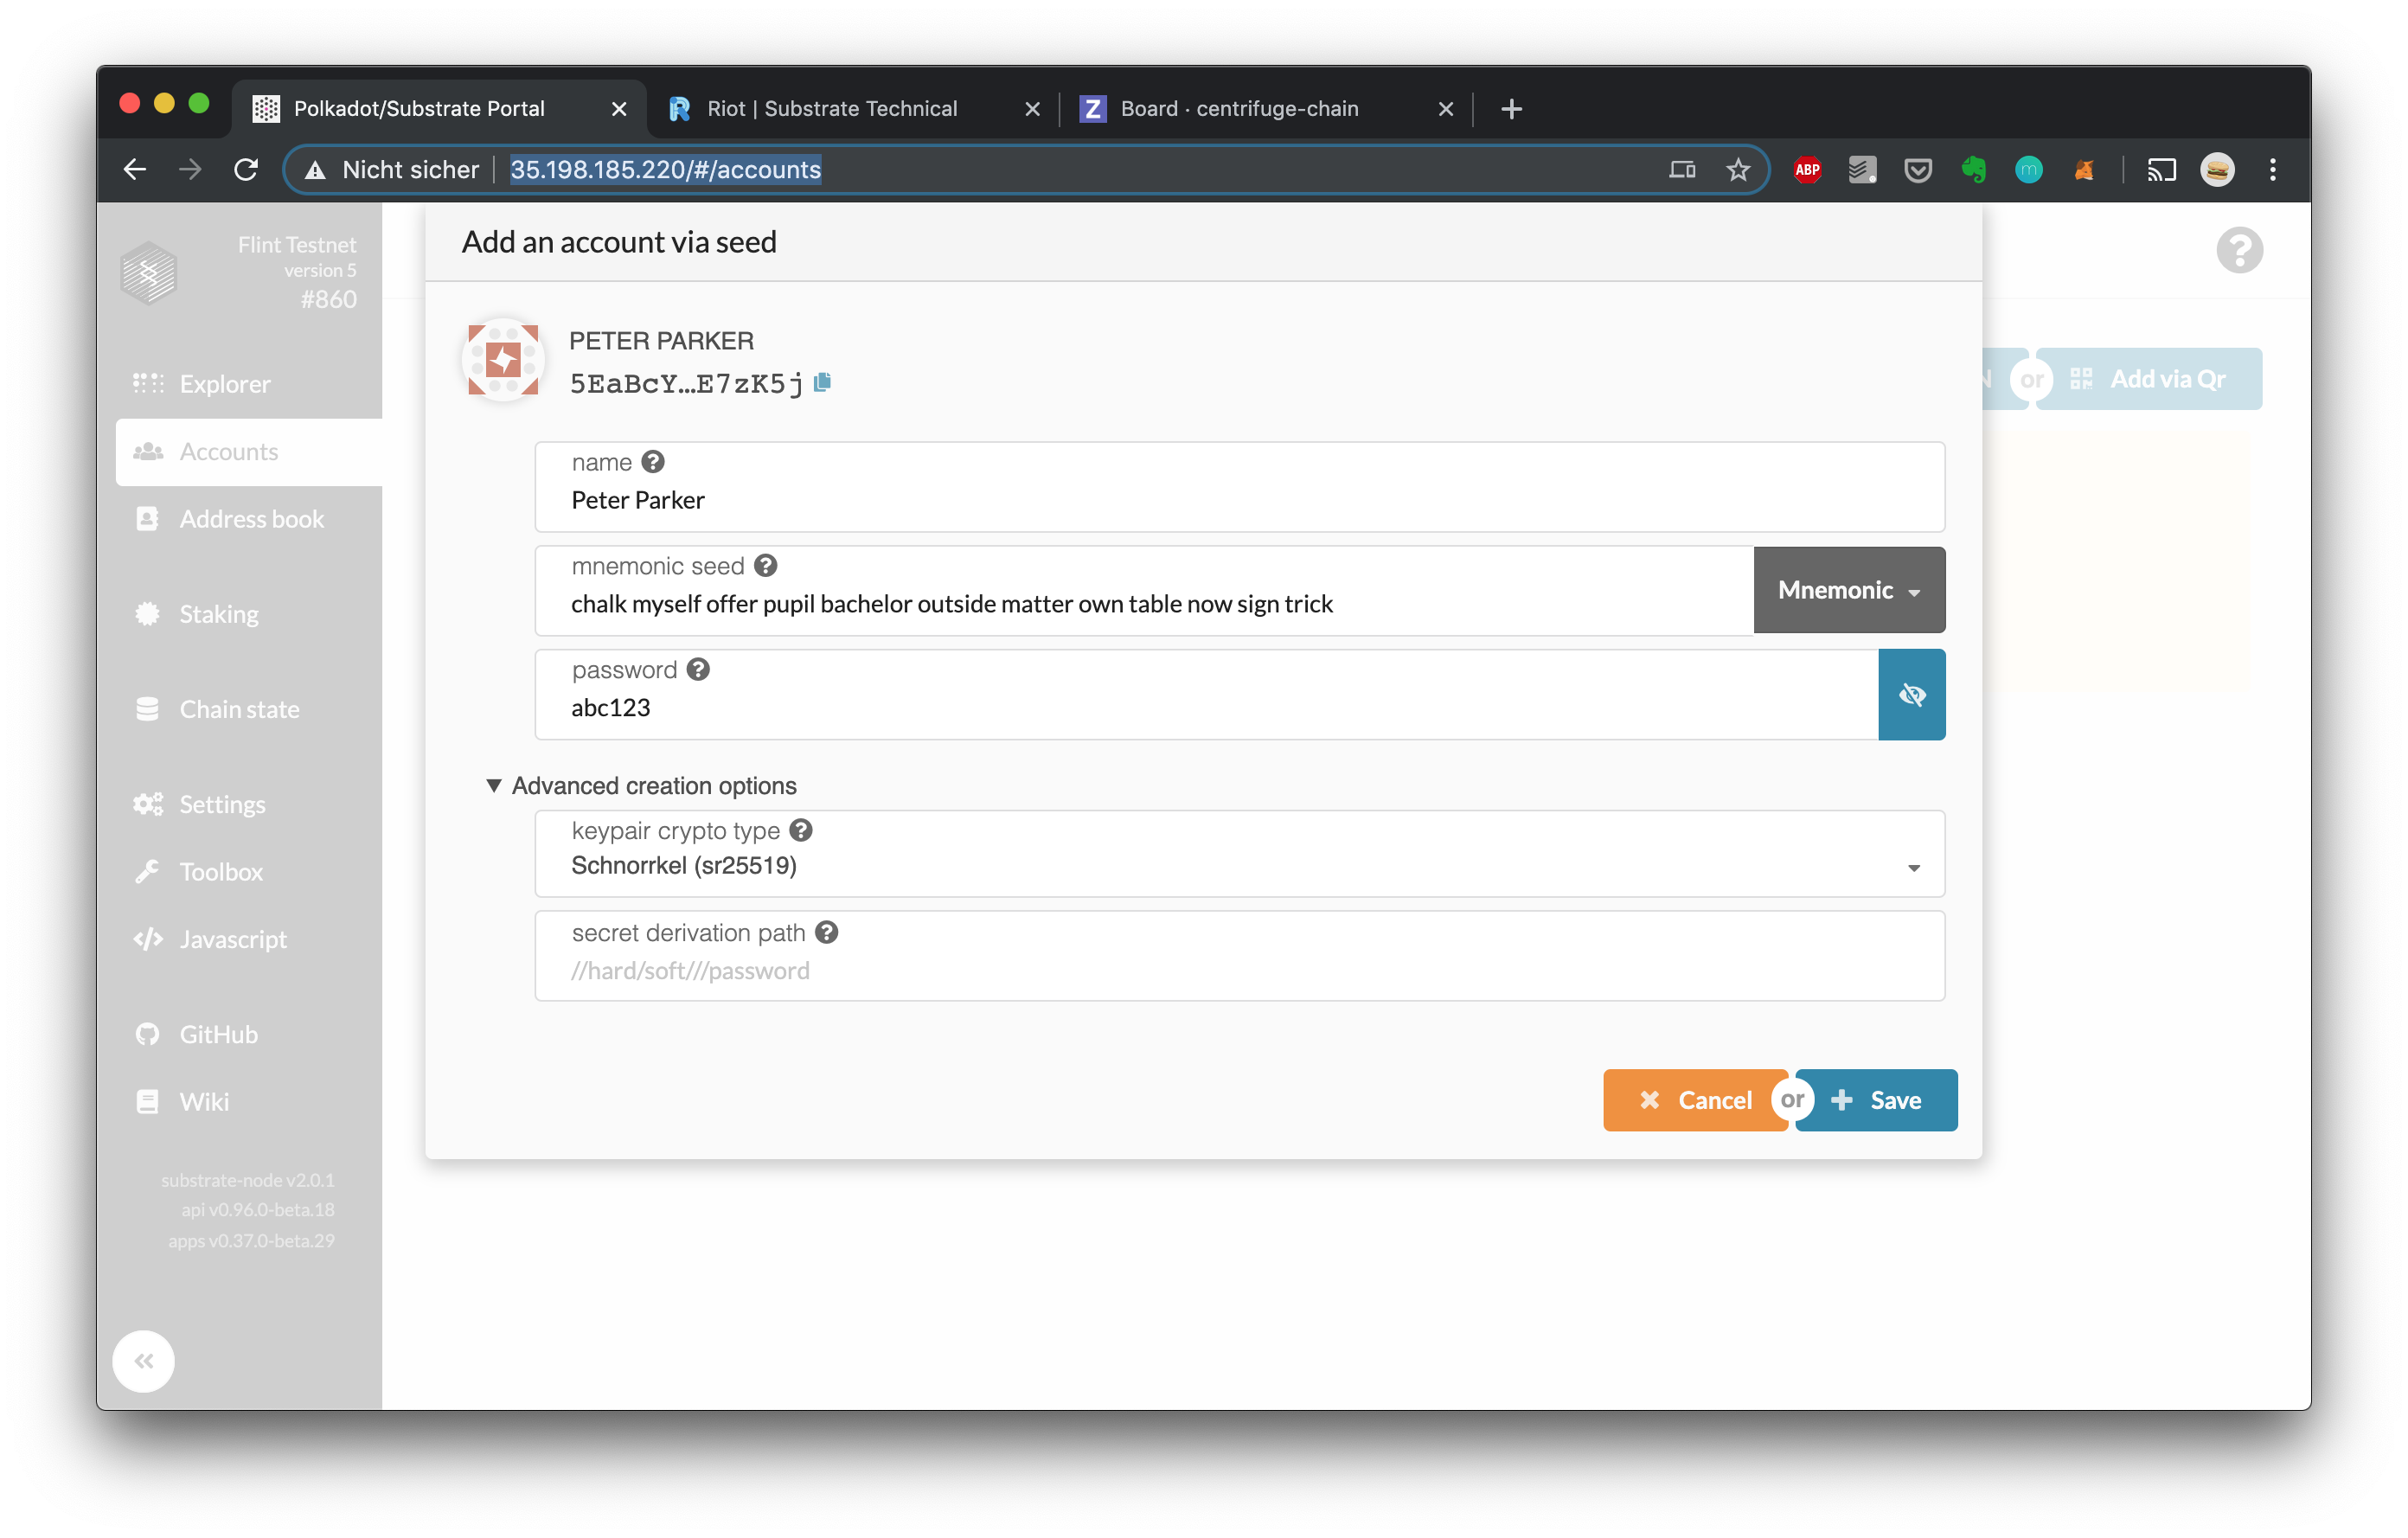 Polkadot/Substrate Portal
Riot | Substrate Technical
Board · centrifuge-chain
Nicht sicher
35.198.185.220/#/accounts
ABP
m
Flint Testnet
version 5
#860
Explorer
Accounts
Address book
Staking
Chain state
Settings
Toolbox
Javascript
GitHub
Wiki
substrate-node v2.0.1
api v0.96.0-beta.18
apps v0.37.0-beta.29
Add an account via seed
PETER PARKER
5EaBcY…E7zK5j
name
Peter Parker
mnemonic seed
chalk myself offer pupil bachelor outside matter own table now sign trick
Mnemonic
password
abc123
Advanced creation options
keypair crypto type
Schnorrkel (sr25519)
secret derivation path
//hard/soft///password
Cancel
or
Save
or
Add via Qr